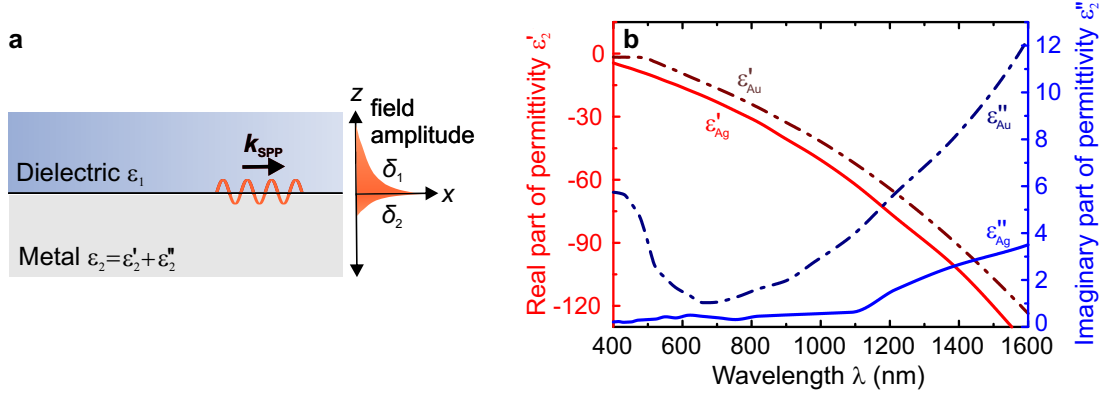 a
z
field
amplitude
k_SPP
δ₁
Dielectric ε₁
x
δ₂
Metal ε₂=ε₂'+ε₂''
b
Real part of permittivity ε₂'
0
-30
-60
-90
-120
ε'Au
ε'Ag
ε''Au
ε''Ag
12
10
8
6
4
2
0
Imaginary part of permittivity ε₂''
400 600 800 1000 1200 1400 1600
Wavelength λ (nm)